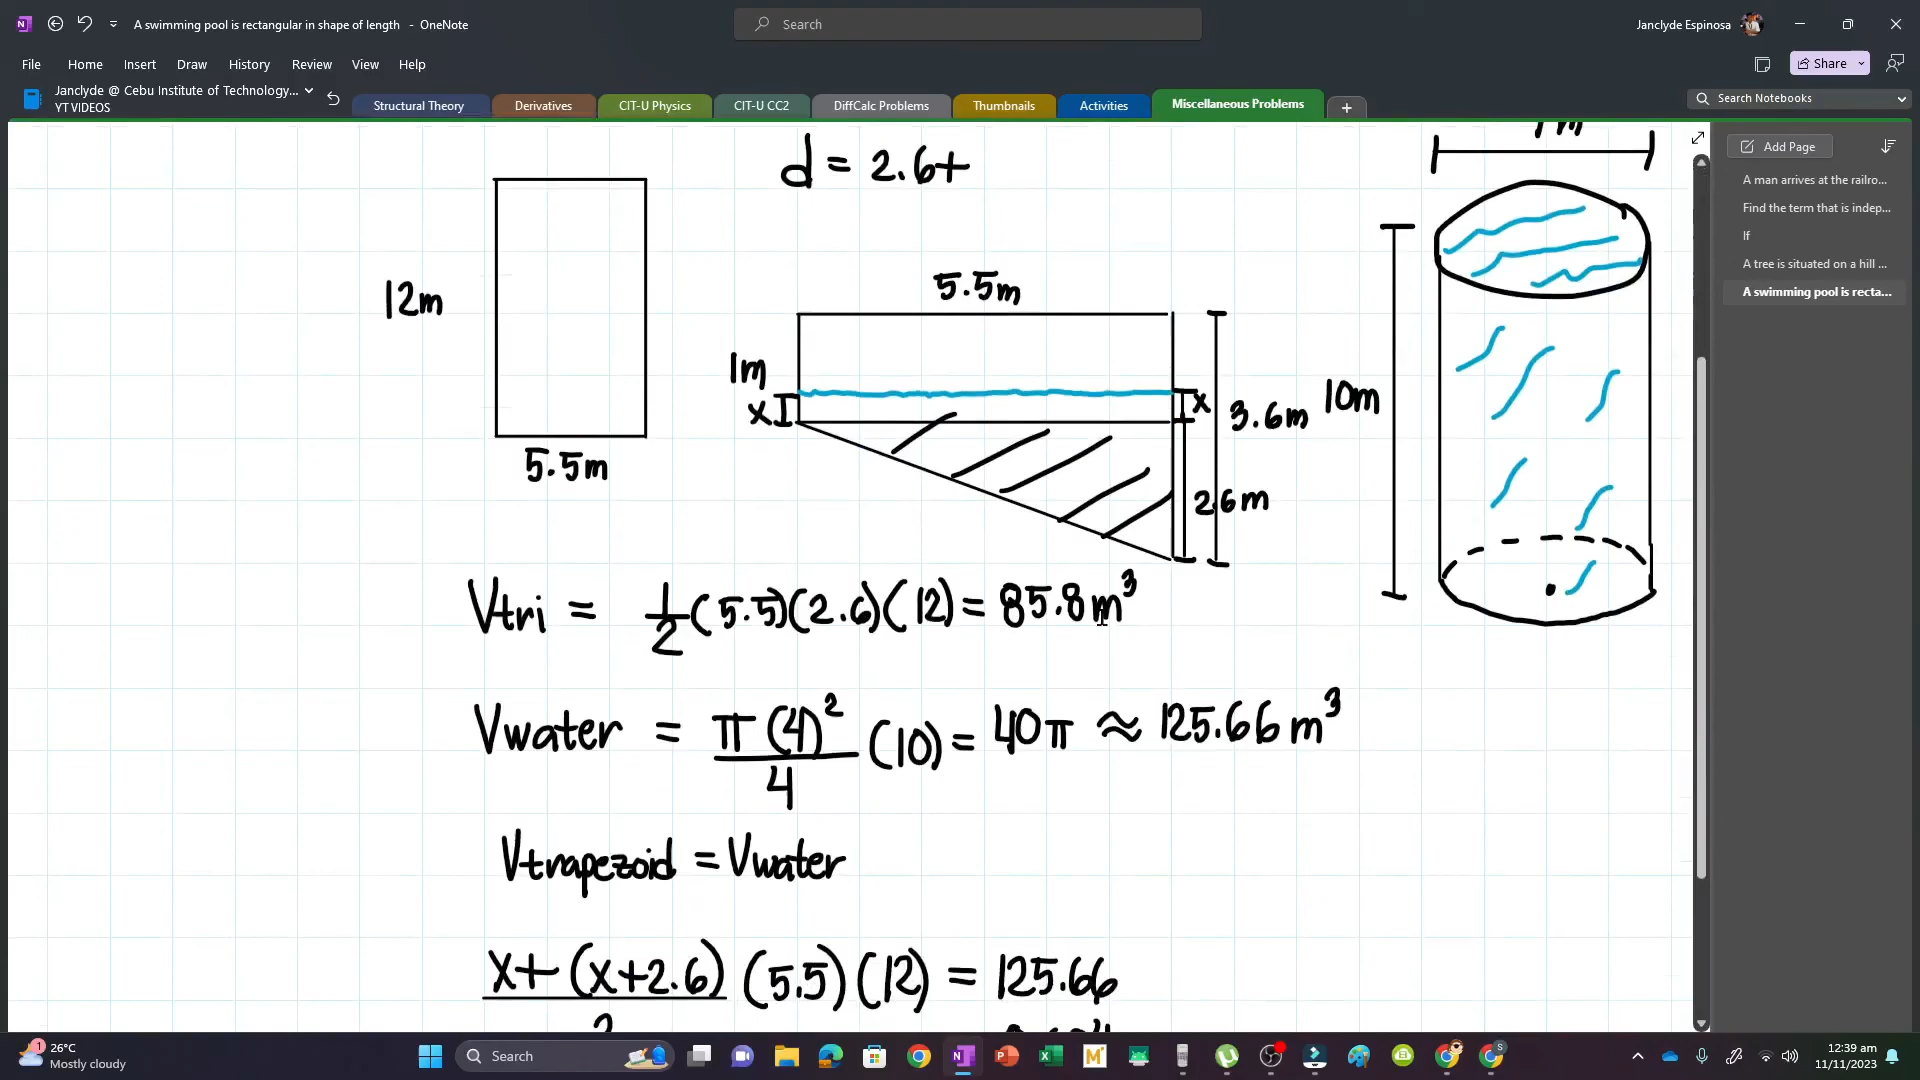 A swimming pool is rectangular in shape of length - OneNote
Search
Janclyde Espinosa
File Home Insert Draw History Review View Help
Share
Janclyde @ Cebu Institute of Technology...
YT VIDEOS
Structural Theory Derivatives CIT-U Physics CIT-U CC2 DiffCalc Problems Thumbnails Activities Miscellaneous Problems +
Search Notebooks
Add Page
A man arrives at the railro...
Find the term that is indep...
If
A tree is situated on a hill ...
A swimming pool is recta...
d = 2.6+
12m
5.5m
5.5m
1m
x
x
3.6m
2.6m
10m
Vtri = 1/2 (5.5)(2.6)(12) = 85.8m³
Vwater = π(4)²/4 (10) = 40π ≈ 125.66 m³
Vtrapezoid = Vwater
x+(x+2.6)/2 (5.5)(12) = 125.66
1
26°C
Mostly cloudy
Search
12:39 am
11/11/2023